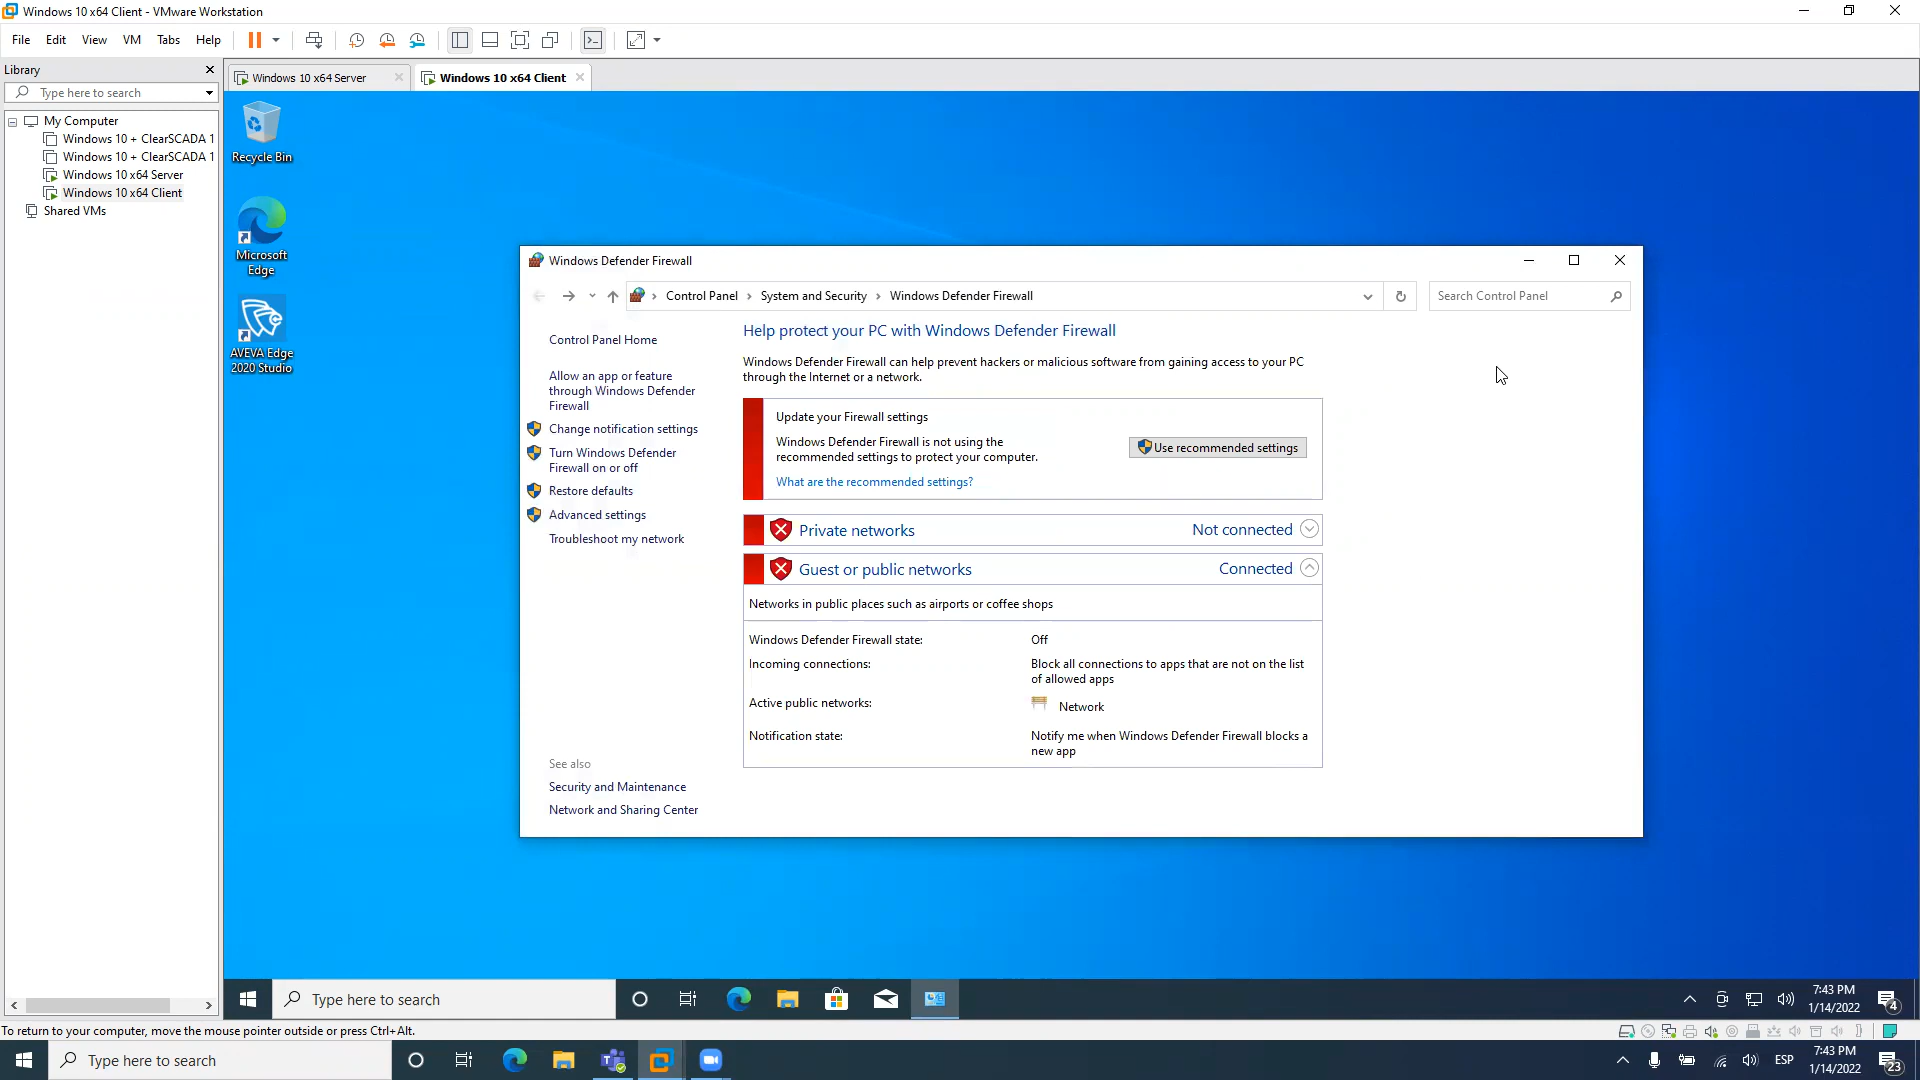 Windows 10 x64 Client - VMware Workstation
File Edit View VM Tabs Help
Library
Type here to search
My Computer
Windows 10 + ClearSCADA 1
Windows 10 + ClearSCADA 1
Windows 10 x64 Server
Windows 10 x64 Client
Shared VMs
Windows 10 x64 Server
Windows 10 x64 Client
Recycle Bin
Microsoft
Edge
AVEVA Edge
2020 Studio
Windows Defender Firewall
Control Panel
System and Security
Windows Defender Firewall
Search Control Panel
Control Panel Home
Allow an app or feature
through Windows Defender
Firewall
Change notification settings
Turn Windows Defender
Firewall on or off
Restore defaults
Advanced settings
Troubleshoot my network
See also
Security and Maintenance
Network and Sharing Center
Help protect your PC with Windows Defender Firewall
Windows Defender Firewall can help prevent hackers or malicious software from gaining access to your PC
through the Internet or a network.
Update your Firewall settings
Windows Defender Firewall is not using the
recommended settings to protect your computer.
Use recommended settings
What are the recommended settings?
Private networks Not connected
Guest or public networks Connected
Networks in public places such as airports or coffee shops
Windows Defender Firewall state: Off
Incoming connections: Block all connections to apps that are not on the list
of allowed apps
Active public networks: Network
Notification state: Notify me when Windows Defender Firewall blocks a
new app
Type here to search
7:43 PM
1/14/2022
4
To return to your computer, move the mouse pointer outside or press Ctrl+Alt.
Type here to search
ESP
7:43 PM
1/14/2022
23